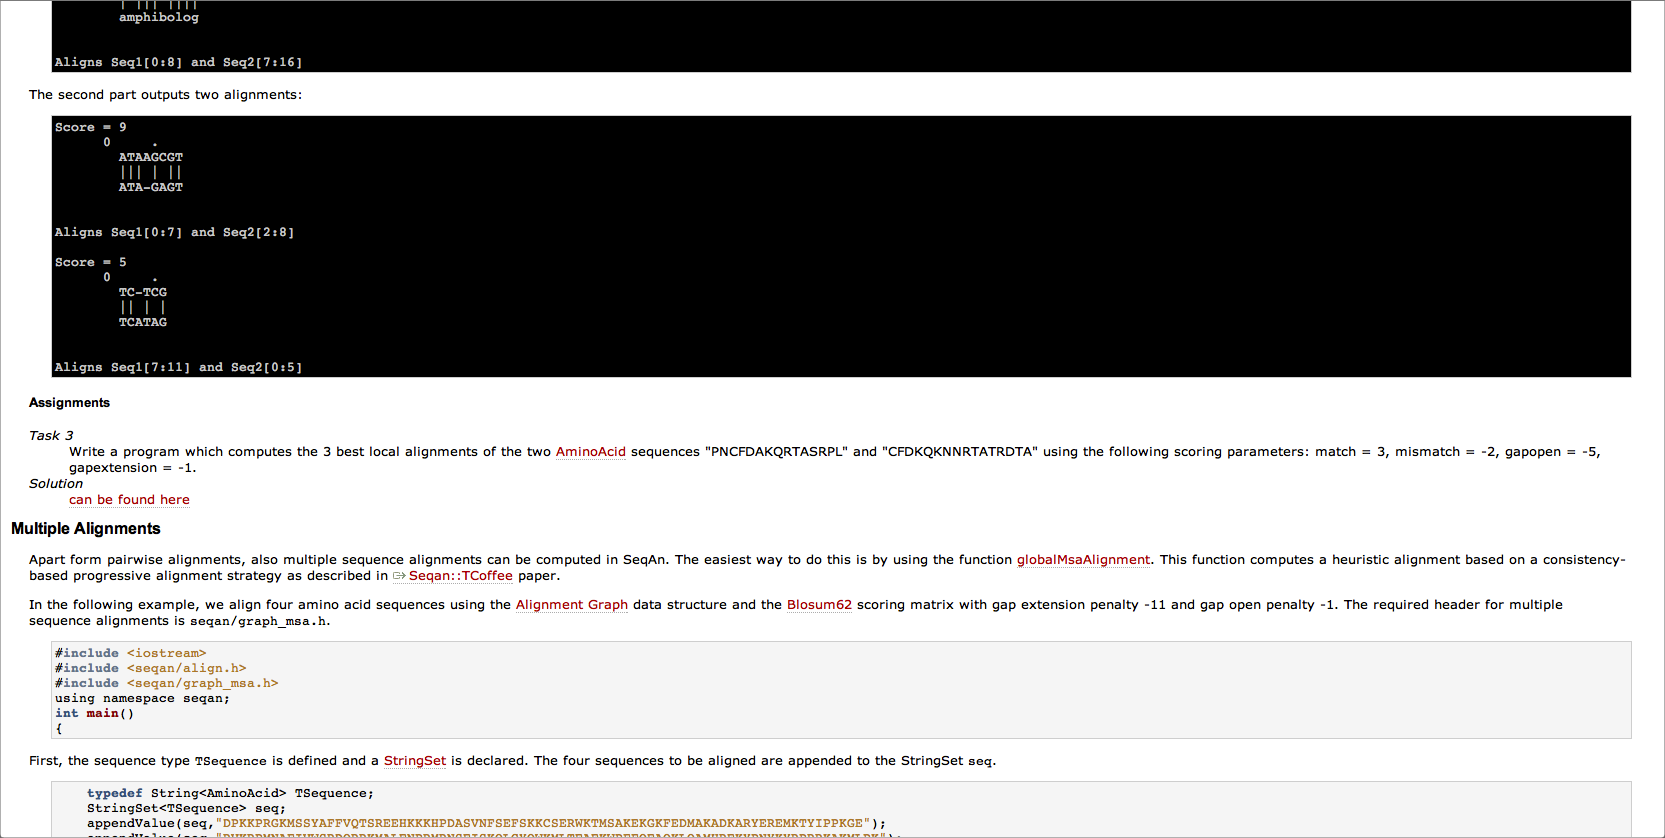 amphibolog
Aligns Seq1[0:8] and Seq2[7:16]
The second part outputs two alignments:
Score = 9
0 .
ATAAGCGT
||| | ||
ATA-GAGT
Aligns Seq1[0:7] and Seq2[2:8]
Score = 5
0 .
TC-TCG
|| | |
TCATAG
Aligns Seq1[7:11] and Seq2[0:5]
Assignments
Task 3
Write a program which computes the 3 best local alignments of the two AminoAcid sequences "PNCFDAKQRTASRPL" and "CFDKQKNNRTATRDTA" using the following scoring parameters: match = 3, mismatch = -2, gapopen = -5,
gapextension = -1.
Solution
can be found here
Multiple Alignments
Apart form pairwise alignments, also multiple sequence alignments can be computed in SeqAn. The easiest way to do this is by using the function globalMsaAlignment. This function computes a heuristic alignment based on a consistency-
based progressive alignment strategy as described in Seqan::TCoffee paper.
In the following example, we align four amino acid sequences using the Alignment Graph data structure and the Blosum62 scoring matrix with gap extension penalty -11 and gap open penalty -1. The required header for multiple
sequence alignments is seqan/graph_msa.h.
#include <iostream>
#include <seqan/align.h>
#include <seqan/graph_msa.h>
using namespace seqan;
int main()
{
First, the sequence type TSequence is defined and a StringSet is declared. The four sequences to be aligned are appended to the StringSet seq.
typedef String<AminoAcid> TSequence;
StringSet<TSequence> seq;
appendValue(seq,"DPKKPRGKMSSYAFFVQTSREEHKKKHPDASVNFSEFSKKCSERWKTMSAKEKGKFEDMAKADKARYEREMKTYIPPKGE");